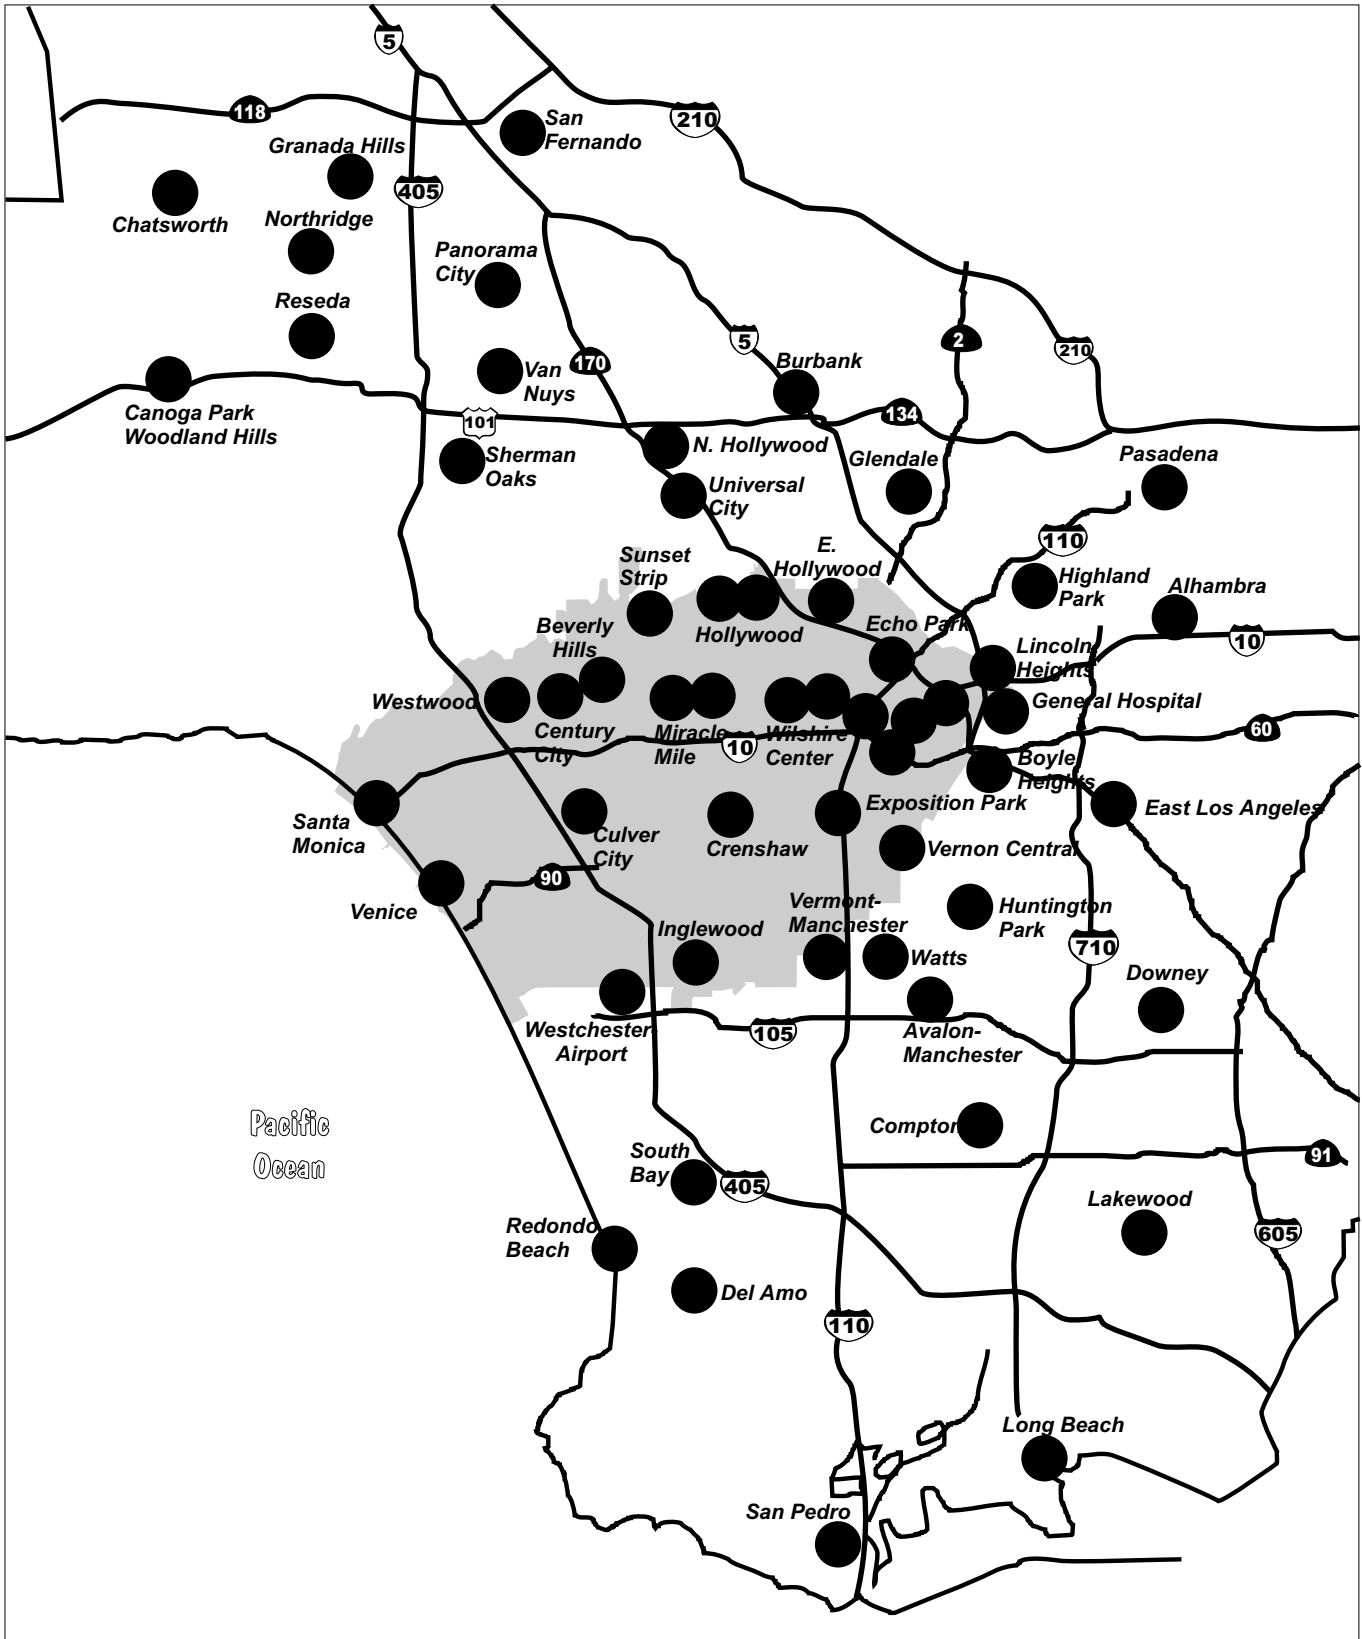 5
118
San
Fernando
210
Granada Hills
405
Chatsworth
Northridge
Panorama
City
Reseda
5
2
210
Burbank
170
Van
Nuys
Canoga Park
Woodland Hills
101
134
N. Hollywood
Sherman
Oaks
Glendale
Pasadena
Universal
City
110
Sunset
Strip
E.
Hollywood
Highland
Park
Alhambra
Beverly
Hills
Hollywood
Echo Park
10
Lincoln
Heights
Westwood
General Hospital
Century
City
Miracle
Mile
10
Wilshire
Center
60
Boyle
Heights
Santa
Monica
Exposition Park
East Los Angeles
Culver
City
Crenshaw
Vernon Central
90
Venice
Vermont-
Manchester
Huntington
Park
Inglewood
710
Watts
Downey
Westchester-
Airport
105
Avalon-
Manchester
Pacific
Ocean
Compton
South
Bay
405
91
Lakewood
Redondo
Beach
605
Del Amo
110
Long Beach
San Pedro